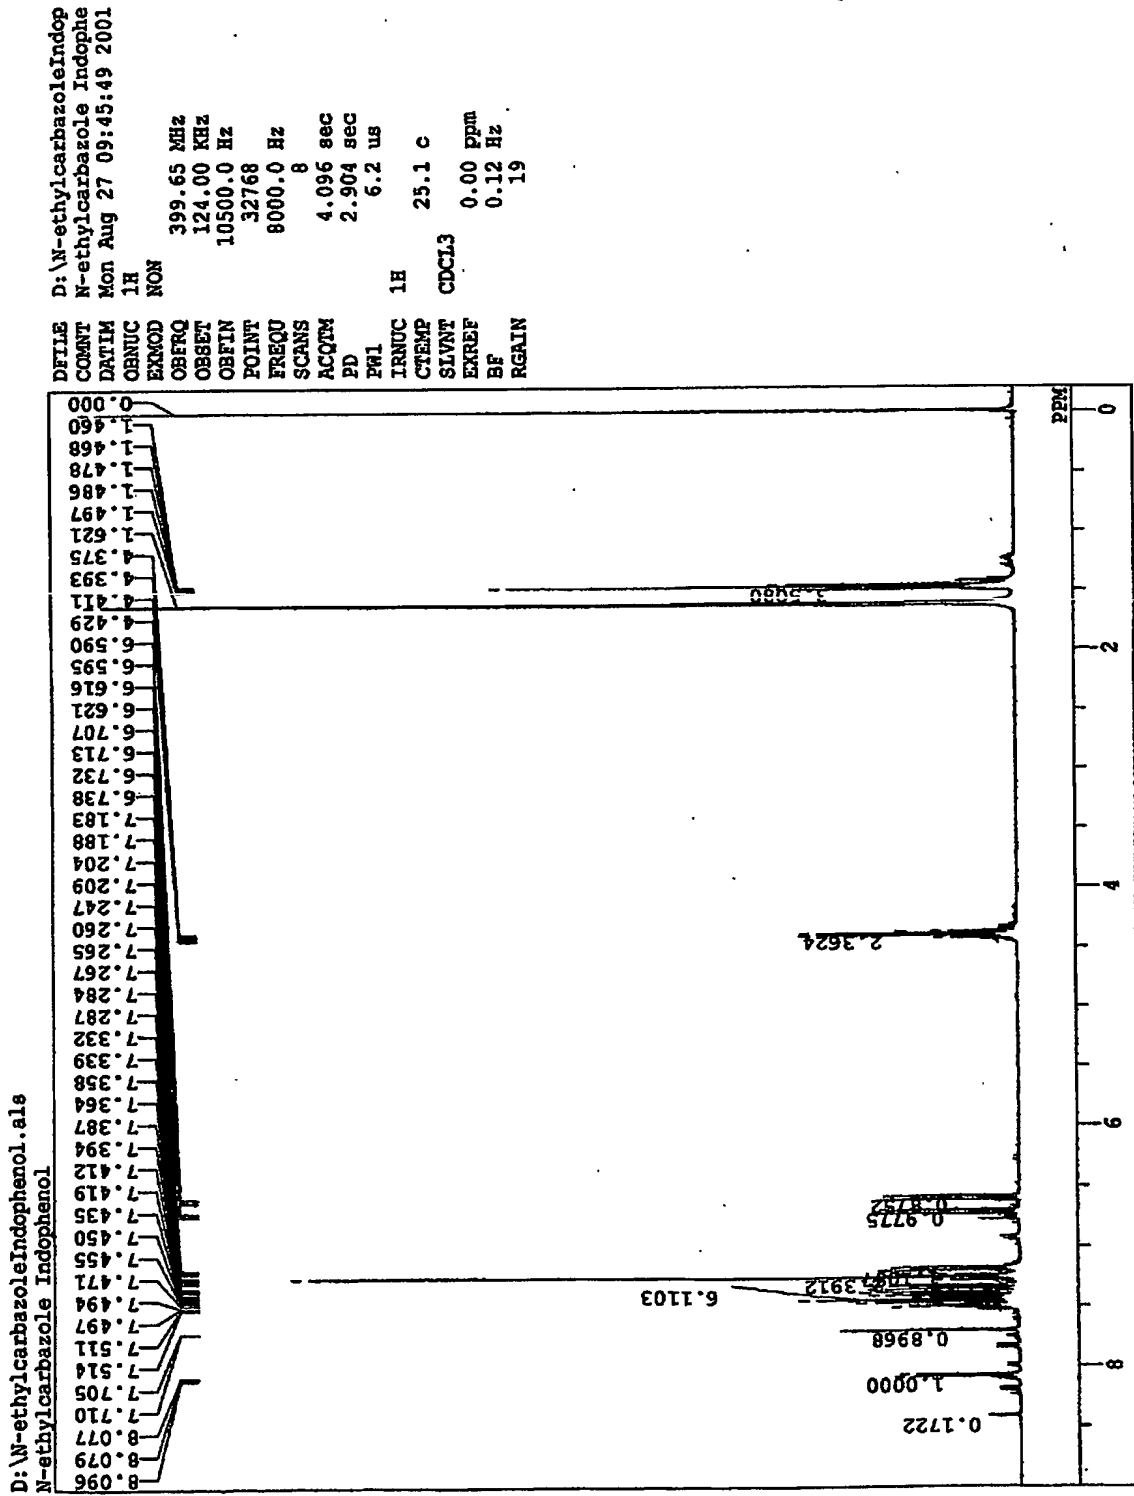 D:\N-ethylcarbazoleIndophenol.als
N-ethylcarbazole Indophenol
DFILE D:\N-ethylcarbazoleIndop
COMNT N-ethylcarbazole Indophe
DATIM Mon Aug 27 09:45:49 2001
OBNUC 1H
EXMOD NON
OBFRQ 399.65 MHz
OBSET 124.00 KHz
OBFIN 10500.0 Hz
POINT 32768
FREQU 8000.0 Hz
SCANS 8
ACQTM 4.096 sec
PD 2.904 sec
PW1 6.2 us
IRNUC 1H
CTEMP 25.1 c
SLVNT CDCL3
EXREF 0.00 ppm
BF 0.12 Hz
RGAIN 19
0.000
1.460
1.468
1.478
1.486
1.497
1.621
4.375
4.393
4.411
4.429
6.590
6.595
6.616
6.621
6.707
6.713
6.732
6.738
7.183
7.188
7.204
7.209
7.247
7.260
7.265
7.267
7.284
7.287
7.332
7.339
7.358
7.364
7.387
7.394
7.412
7.419
7.435
7.450
7.455
7.471
7.494
7.497
7.511
7.514
7.705
7.710
8.077
8.079
8.096
2.3624
0.8752
0.9775
6.1103
0.8968
1.0000
0.1722
PPM
0
2
4
6
8